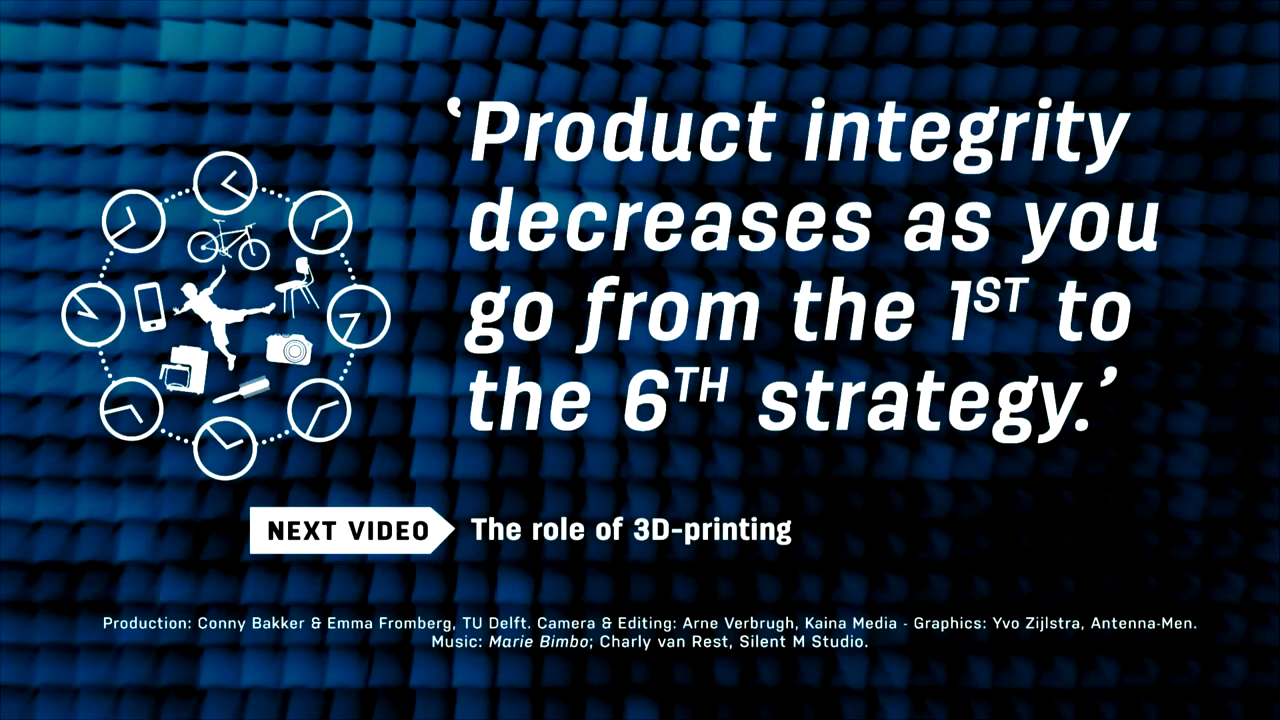 ‘Product integrity
decreases as you
go from the 1ST to
the 6TH strategy.’
NEXT VIDEO The role of 3D-printing
Production: Conny Bakker & Emma Fromberg, TU Delft. Camera & Editing: Arne Verbrugh, Kaina Media - Graphics: Yvo Zijlstra, Antenna-Men.
Music: Marie Bimbo; Charly van Rest, Silent M Studio.